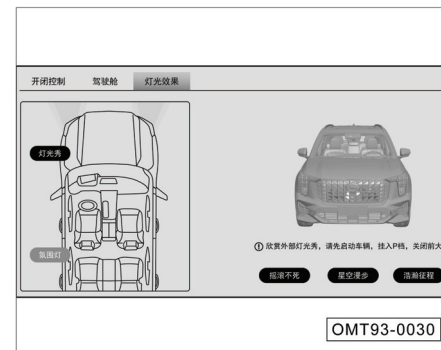 开闭控制 驾驶舱 灯光效果
灯光秀
氛围灯
欣赏外部灯光秀，请先启动车辆，挂入P档，关闭前大
摇滚不死 星空漫步 浩瀚征程
OMT93-0030